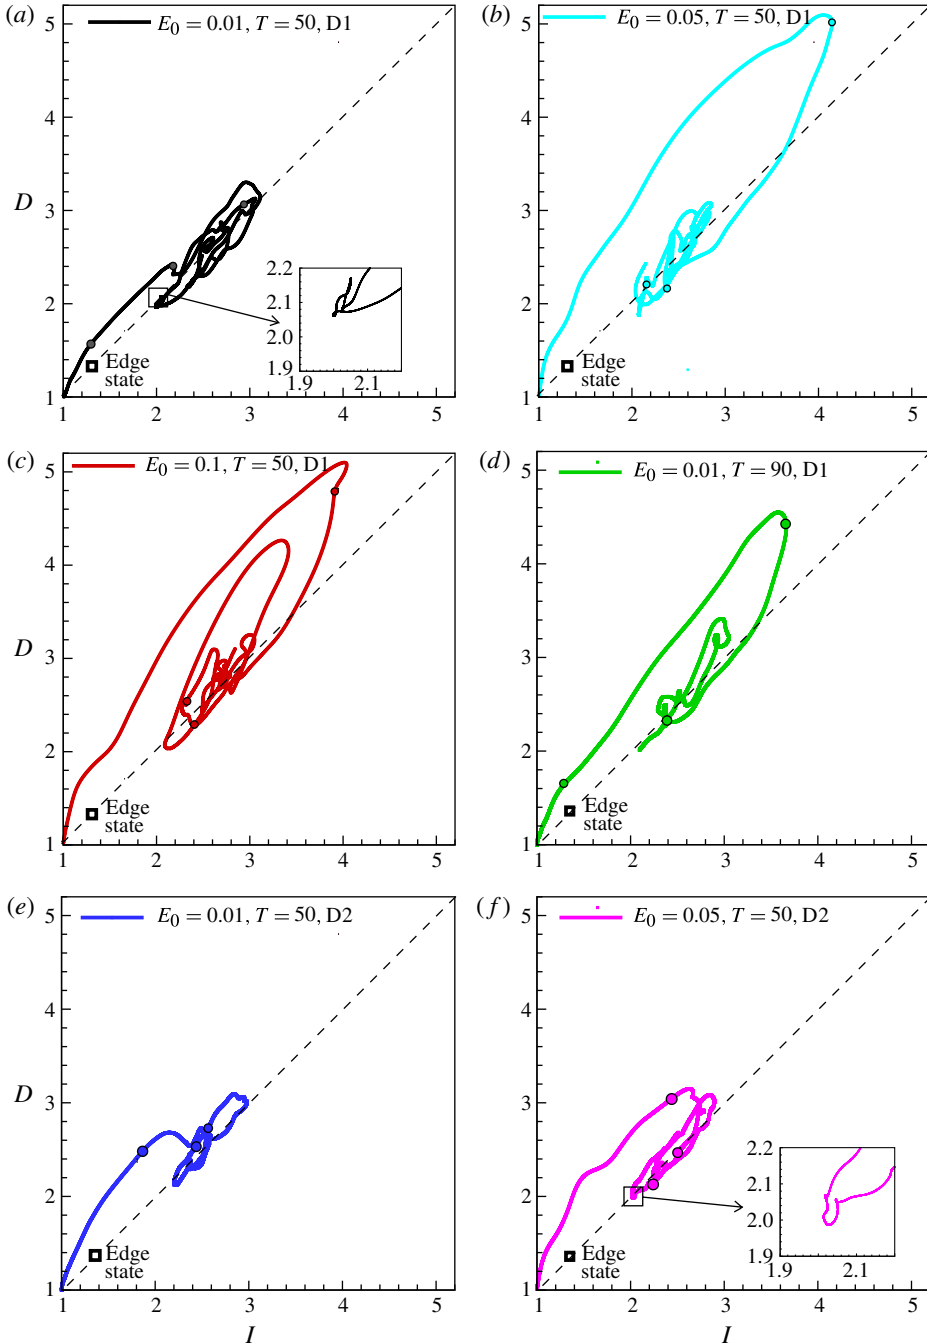 (a)
E0 = 0.01, T = 50, D1
5
4
D
3
2
1
2.2
2.1
2.0
1.9
1.9
2.1
Edge
state
1
2
3
4
5
(b)
E0 = 0.05, T = 50, D1
5
4
3
2
1
Edge
state
1
2
3
4
5
(c)
E0 = 0.1, T = 50, D1
5
4
D
3
2
1
Edge
state
1
2
3
4
5
(d)
E0 = 0.01, T = 90, D1
5
4
3
2
1
Edge
state
1
2
3
4
5
(e)
E0 = 0.01, T = 50, D2
5
4
D
3
2
1
Edge
state
1
2
3
4
5
I
(f)
E0 = 0.05, T = 50, D2
5
4
3
2
1
2.2
2.1
2.0
1.9
1.9
2.1
Edge
state
1
2
3
4
5
I